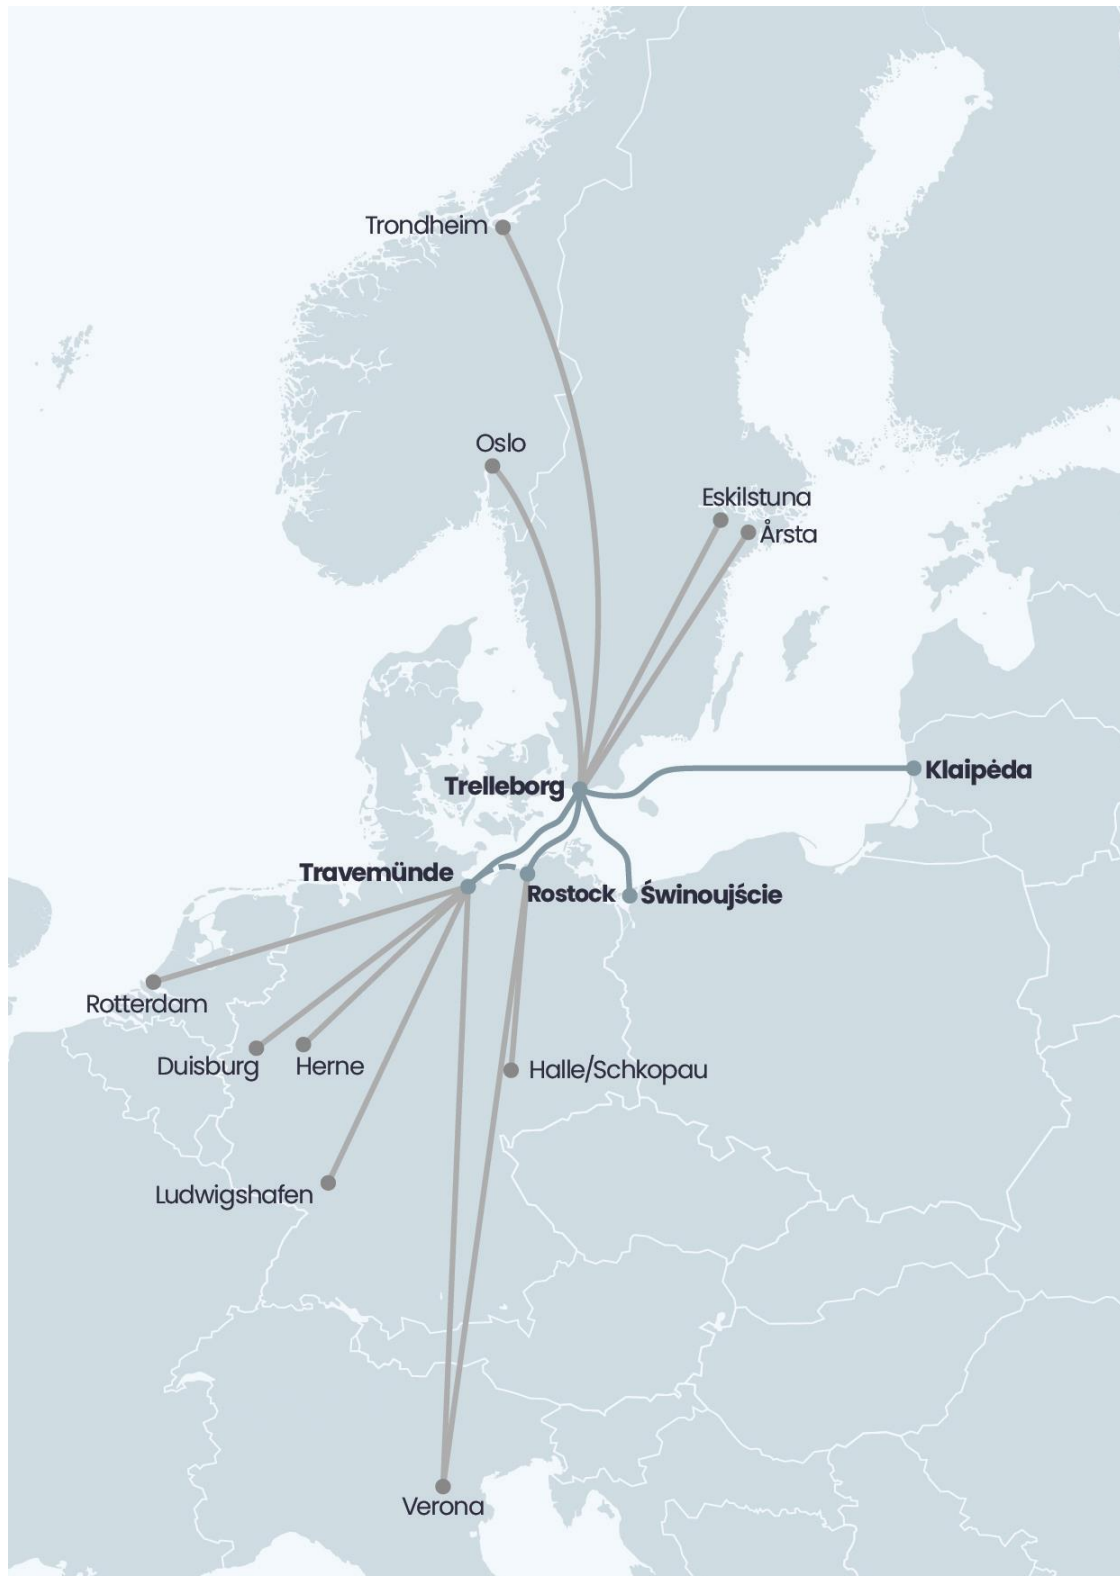 Trondheim
Oslo
Eskilstuna
Årsta
Klaipėda
Trelleborg
Travemünde
Rostock
Świnoujście
Rotterdam
Duisburg
Herne
Halle/Schkopau
Ludwigshafen
Verona